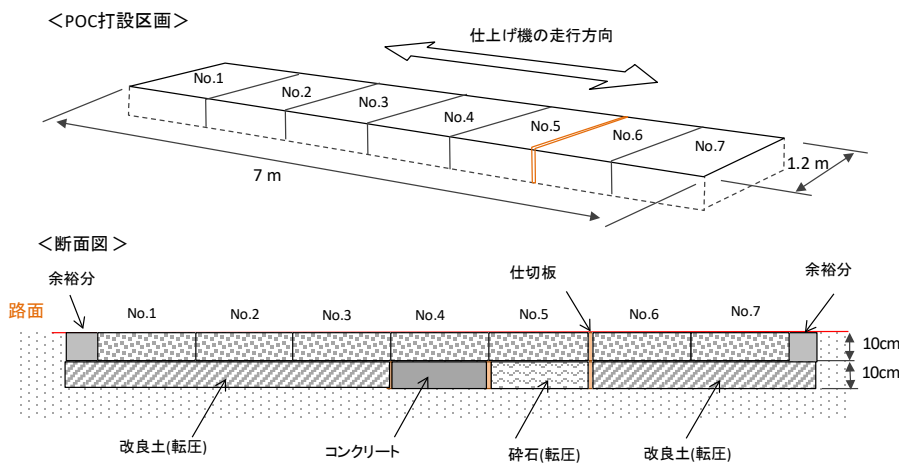 ＜POC打設区画＞
仕上げ機の走行方向
No.1
No.2
No.3
No.4
No.5
No.6
No.7
7 m
1.2 m
＜断面図＞
余裕分
仕切板
余裕分
路面
No.1
No.2
No.3
No.4
No.5
No.6
No.7
10cm
10cm
改良土(転圧)
コンクリート
砕石(転圧)
改良土(転圧)